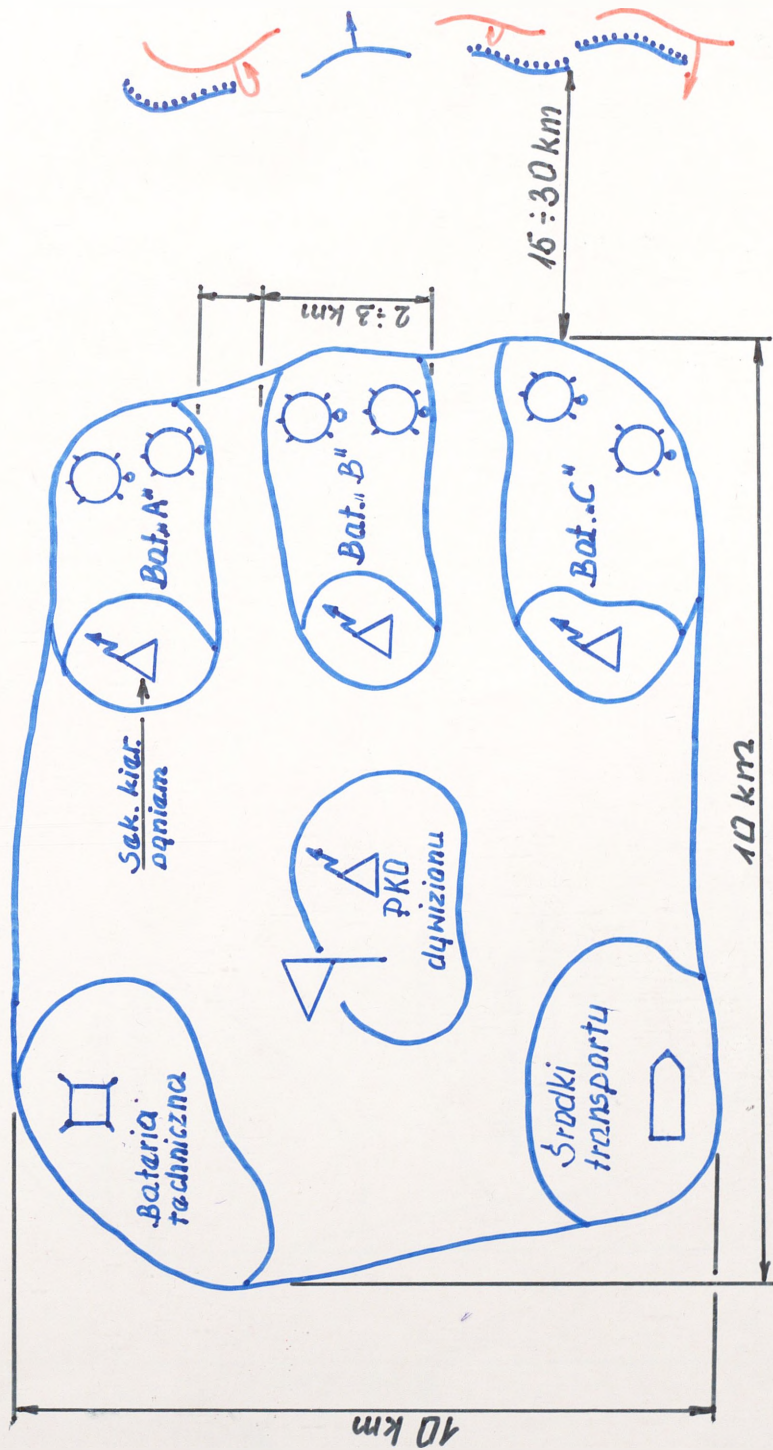 10 km
Bateria
techniczna
Sek. kier.
ogniem
Bat. „A"
2÷3 km
PKO
dywizjonu
Bat. „B"
Środki
transportu
Bat. „C"
15÷30 km
10 km